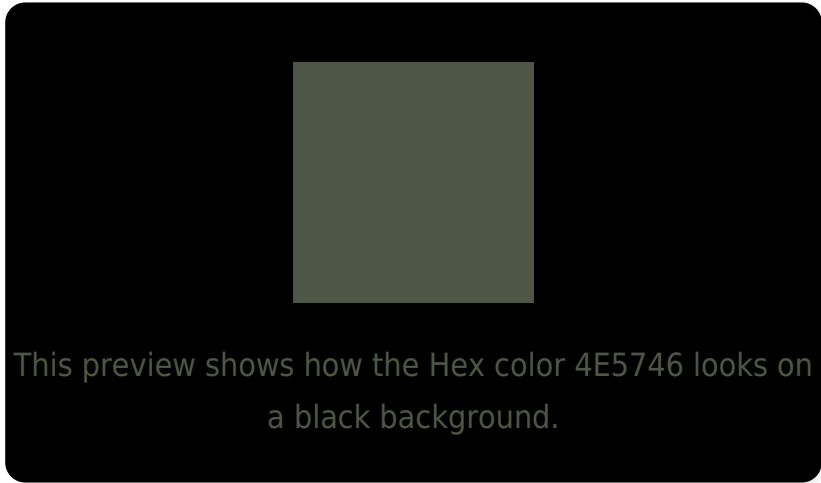 This preview shows how the Hex color 4E5746 looks on
a black background.